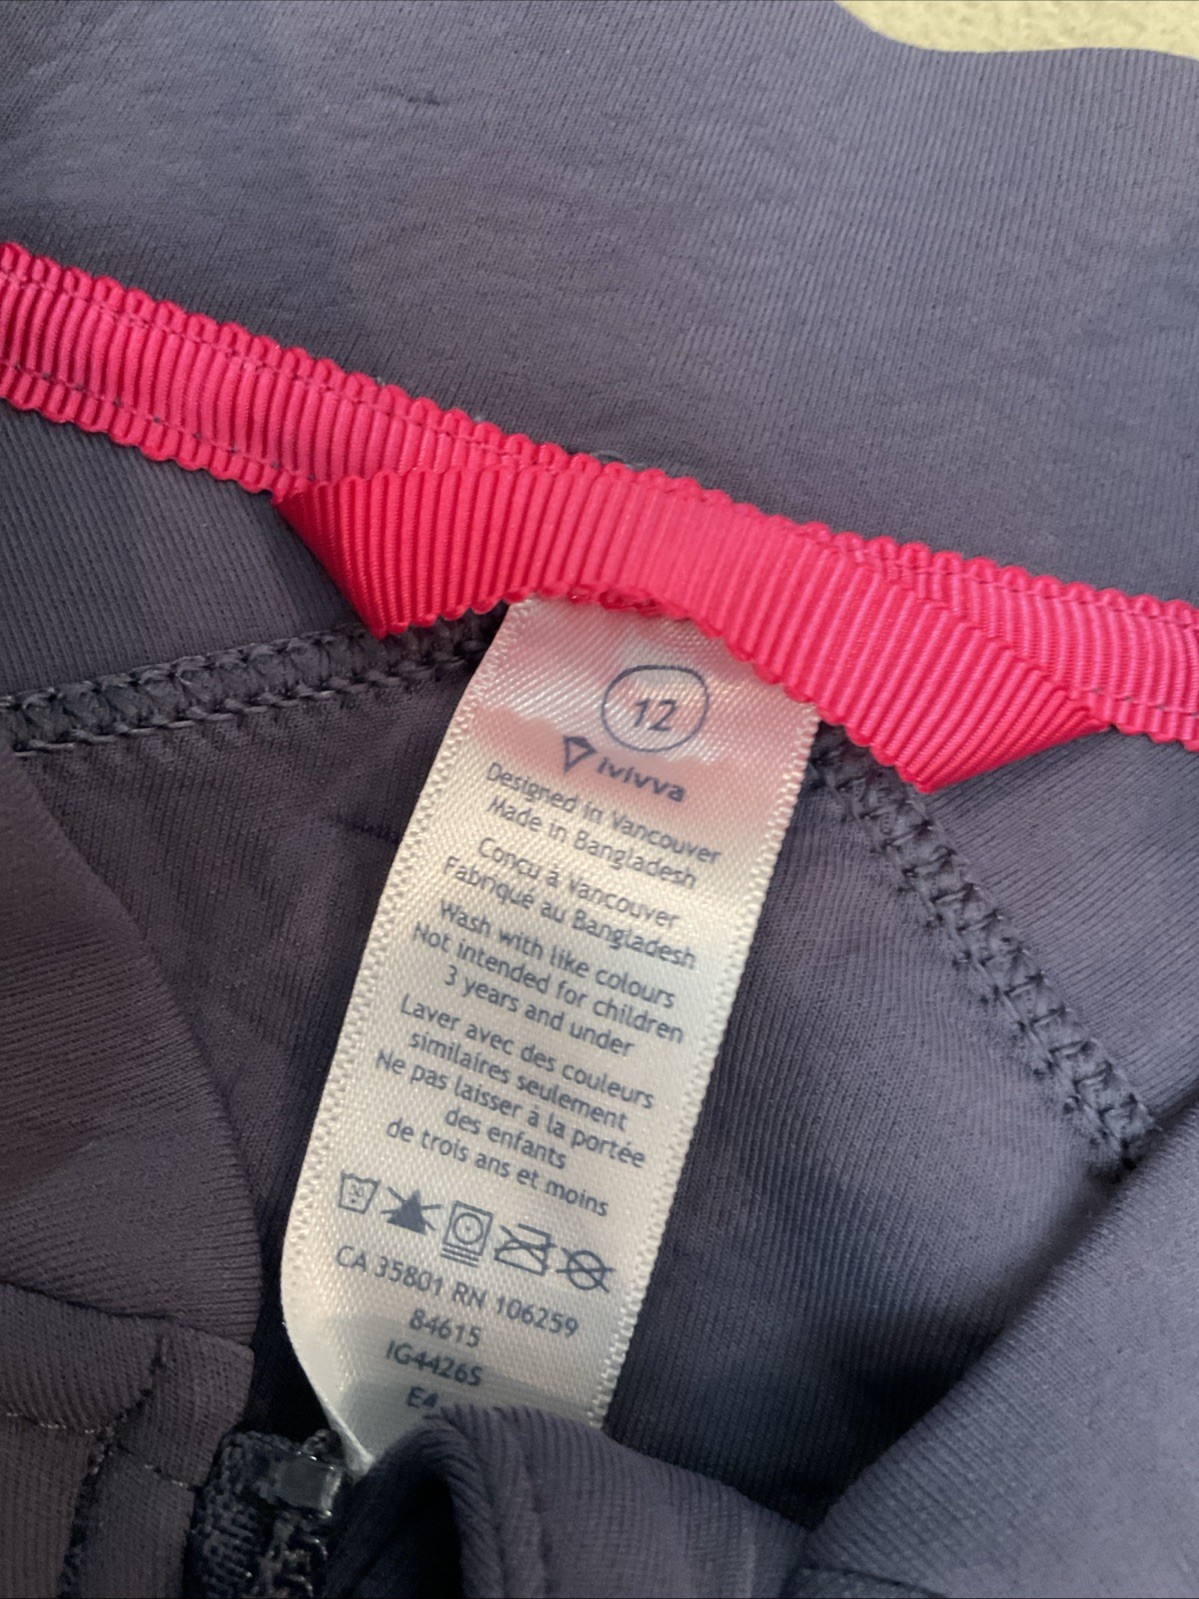 12
ivivva
Designed in Vancouver
Made in Bangladesh
Conçu à Vancouver
Fabriqué au Bangladesh
Wash with like colours
Not intended for children
3 years and under
Laver avec des couleurs
similaires seulement
Ne pas laisser à la portée
des enfants
de trois ans et moins
30
CA 35801 RN 106259
84615
IG4426S
E4